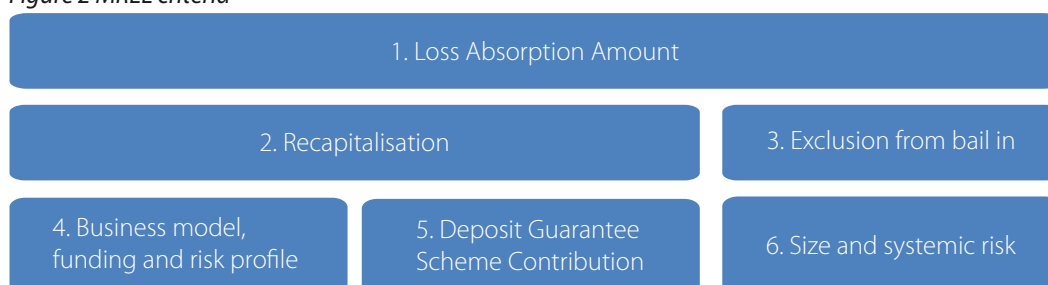 Figure 2 MREL criteria
1. Loss Absorption Amount
2. Recapitalisation
3. Exclusion from bail in
4. Business model,
funding and risk profile
5. Deposit Guarantee
Scheme Contribution
6. Size and systemic risk